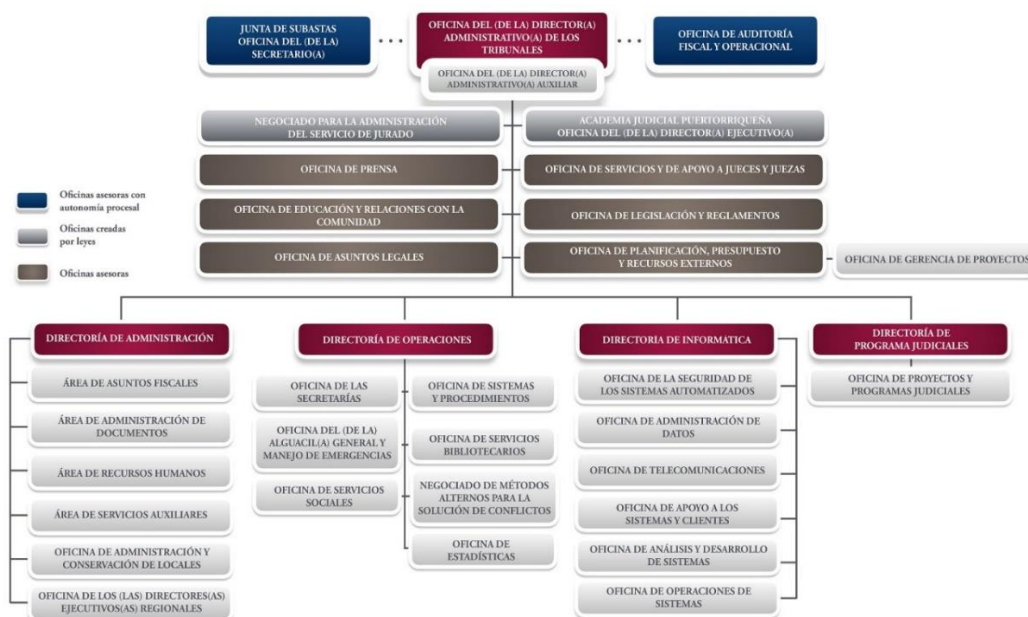 JUNTA DE SUBASTAS
OFICINA DEL (DE LA)
SECRETARIO(A)
OFICINA DEL (DE LA) DIRECTOR(A)
ADMINISTRATIVO(A) DE LOS
TRIBUNALES
OFICINA DE AUDITORÍA
FISCAL Y OPERACIONAL
OFICINA DEL (DE LA) DIRECTOR(A)
ADMINISTRATIVO(A) AUXILIAR
NEGOCIADO PARA LA ADMINISTRACIÓN
DEL SERVICIO DE JURADO
ACADEMIA JUDICIAL PUERTORRIQUEÑA
OFICINA DEL (DE LA) DIRECTOR(A) EJECUTIVO(A)
OFICINA DE PRENSA
OFICINA DE SERVICIOS Y DE APOYO A JUECES Y JUEZAS
OFICINA DE EDUCACIÓN Y RELACIONES CON LA
COMUNIDAD
OFICINA DE LEGISLACIÓN Y REGLAMENTOS
OFICINA DE ASUNTOS LEGALES
OFICINA DE PLANIFICACIÓN, PRESUPUESTO
Y RECURSOS EXTERNOS
OFICINA DE GERENCIA DE PROYECTOS
Oficinas asesoras con
autonomía procesal
Oficinas creadas
por leyes
Oficinas asesoras
DIRECTORÍA DE ADMINISTRACIÓN
ÁREA DE ASUNTOS FISCALES
ÁREA DE ADMINISTRACIÓN DE
DOCUMENTOS
ÁREA DE RECURSOS HUMANOS
ÁREA DE SERVICIOS AUXILIARES
OFICINA DE ADMINISTRACIÓN Y
CONSERVACIÓN DE LOCALES
OFICINA DE LOS (LAS) DIRECTORES(AS)
EJECUTIVOS(AS) REGIONALES
DIRECTORÍA DE OPERACIONES
OFICINA DE LAS
SECRETARÍAS
OFICINA DEL (DE LA)
ALGUACIL(A) GENERAL Y
MANEJO DE EMERGENCIAS
OFICINA DE SERVICIOS
SOCIALES
OFICINA DE SISTEMAS
Y PROCEDIMIENTOS
OFICINA DE SERVICIOS
BIBLIOTECARIOS
NEGOCIADO DE MÉTODOS
ALTERNOS PARA LA
SOLUCIÓN DE CONFLICTOS
OFICINA DE
ESTADÍSTICAS
DIRECTORÍA DE INFORMÁTICA
OFICINA DE LA SEGURIDAD DE
LOS SISTEMAS AUTOMATIZADOS
OFICINA DE ADMINISTRACIÓN DE
DATOS
OFICINA DE TELECOMUNICACIONES
OFICINA DE APOYO A LOS
SISTEMAS Y CLIENTES
OFICINA DE ANÁLISIS Y DESARROLLO
DE SISTEMAS
OFICINA DE OPERACIONES DE
SISTEMAS
DIRECTORÍA DE
PROGRAMA JUDICIALES
OFICINA DE PROYECTOS Y
PROGRAMAS JUDICIALES